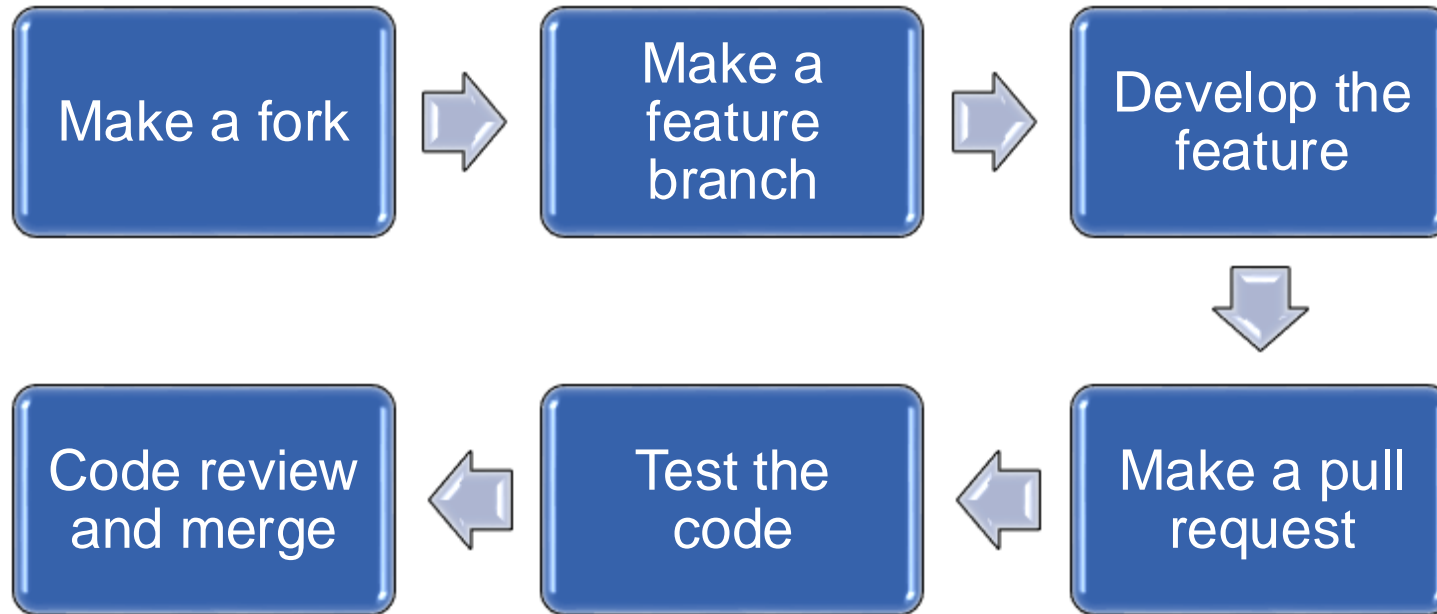 Make a fork
Make a
feature
branch
Develop the
feature
Make a pull
request
Test the
code
Code review
and merge